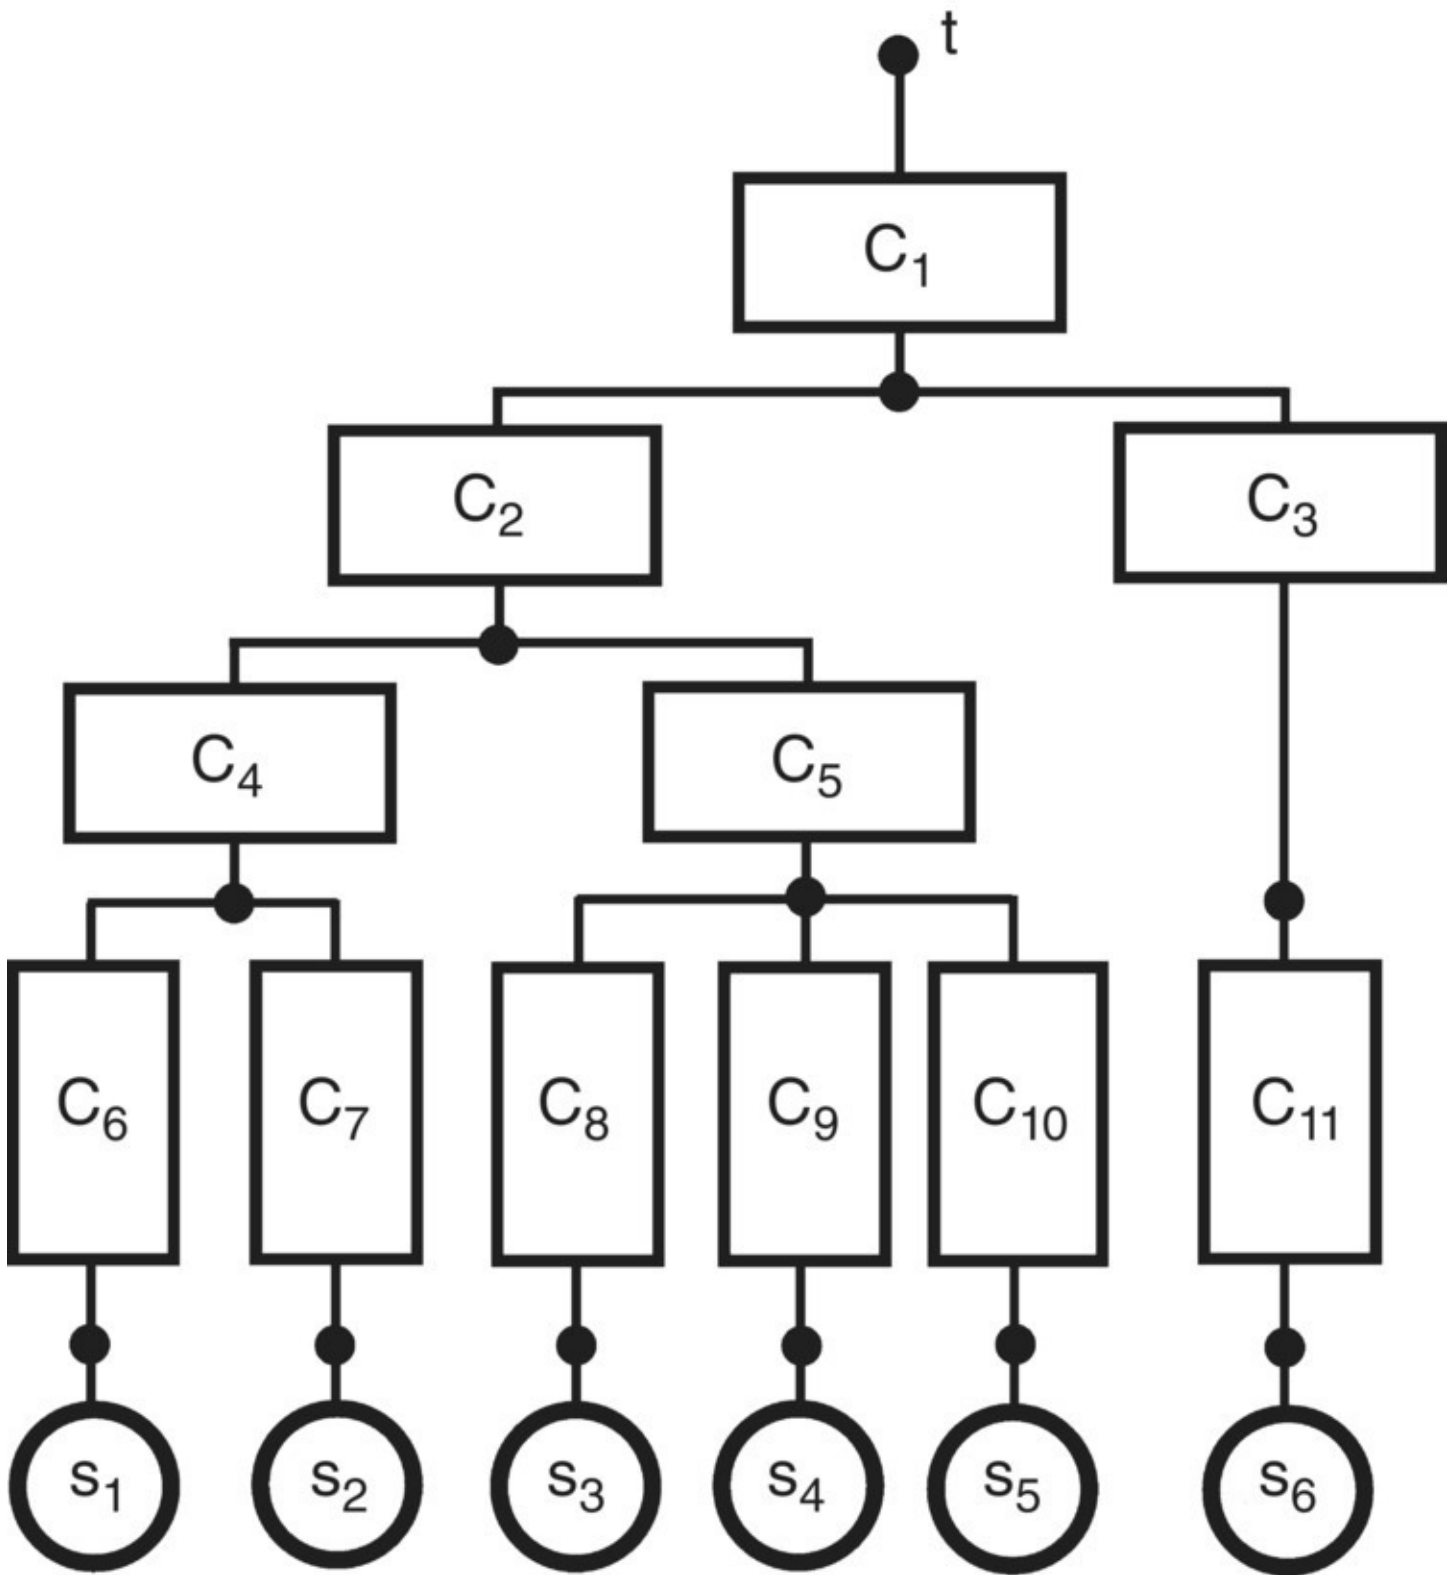 t
C₁
C₂ C₃
C₄ C₅
C₆ C₇ C₈ C₉ C₁₀ C₁₁
s₁ s₂ s₃ s₄ s₅ s₆